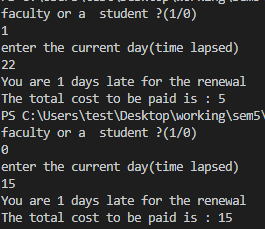 faculty or a  student ?(1/0)
1
enter the current day(time lapsed)
22
You are 1 days late for the renewal
The total cost to be paid is : 5
PS C:\Users\test\Desktop\working\sem5\
faculty or a  student ?(1/0)
0
enter the current day(time lapsed)
15
You are 1 days late for the renewal
The total cost to be paid is : 15